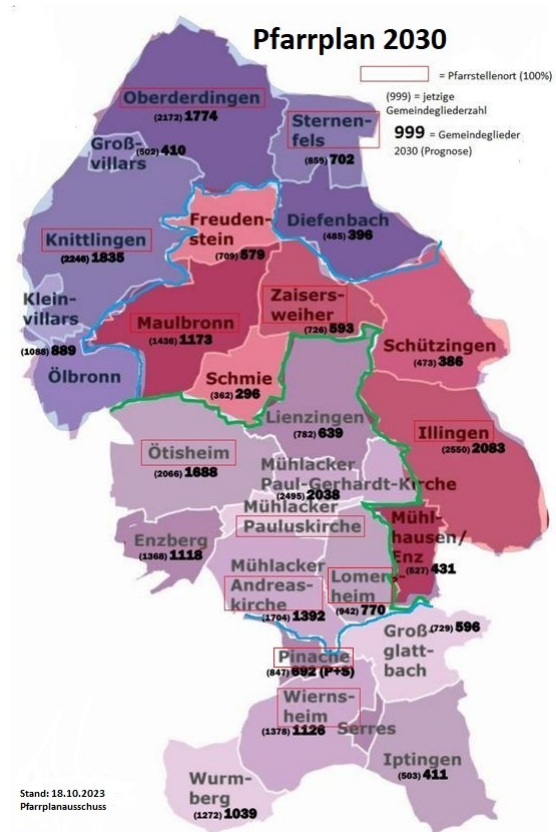 Pfarrplan 2030
= Pfarrstellenort (100%)
(999) = jetzige
Gemeindegliederzahl
999 = Gemeindeglieder
2030 (Prognose)
Oberderdingen
(2172) 1774
Sternen-
fels
(855) 702
Groß-
villars
(502) 410
Freuden-
stein
(709) 579
Diefenbach
(485) 396
Knittlingen
(2246) 1835
Klein-
villars
(1088) 889
Ölbronn
Maulbronn
(1436) 1173
Zaisers-
weiher
(726) 593
Schützingen
(473) 386
Schmie
(362) 296
Lienzingen
(782) 639
Illingen
(2550) 2083
Ötisheim
(2066) 1688
Mühlacker
Paul-Gerhardt-Kirche
(2495) 2038
Mühlacker
Pauluskirche
Mühl-
hausen/
Enz
(527) 431
Enzberg
(1368) 1118
Mühlacker
Andreas-
kirche
(1704) 1392
Lomers-
heim
(942) 770
Groß-
glatt-
bach
(729) 596
Pinache
(847) 692 (P+S)
Wierns-
heim
(1378) 1126
Serres
Iptingen
(503) 411
Wurm-
berg
(1272) 1039
Stand: 18.10.2023
Pfarrplanausschuss